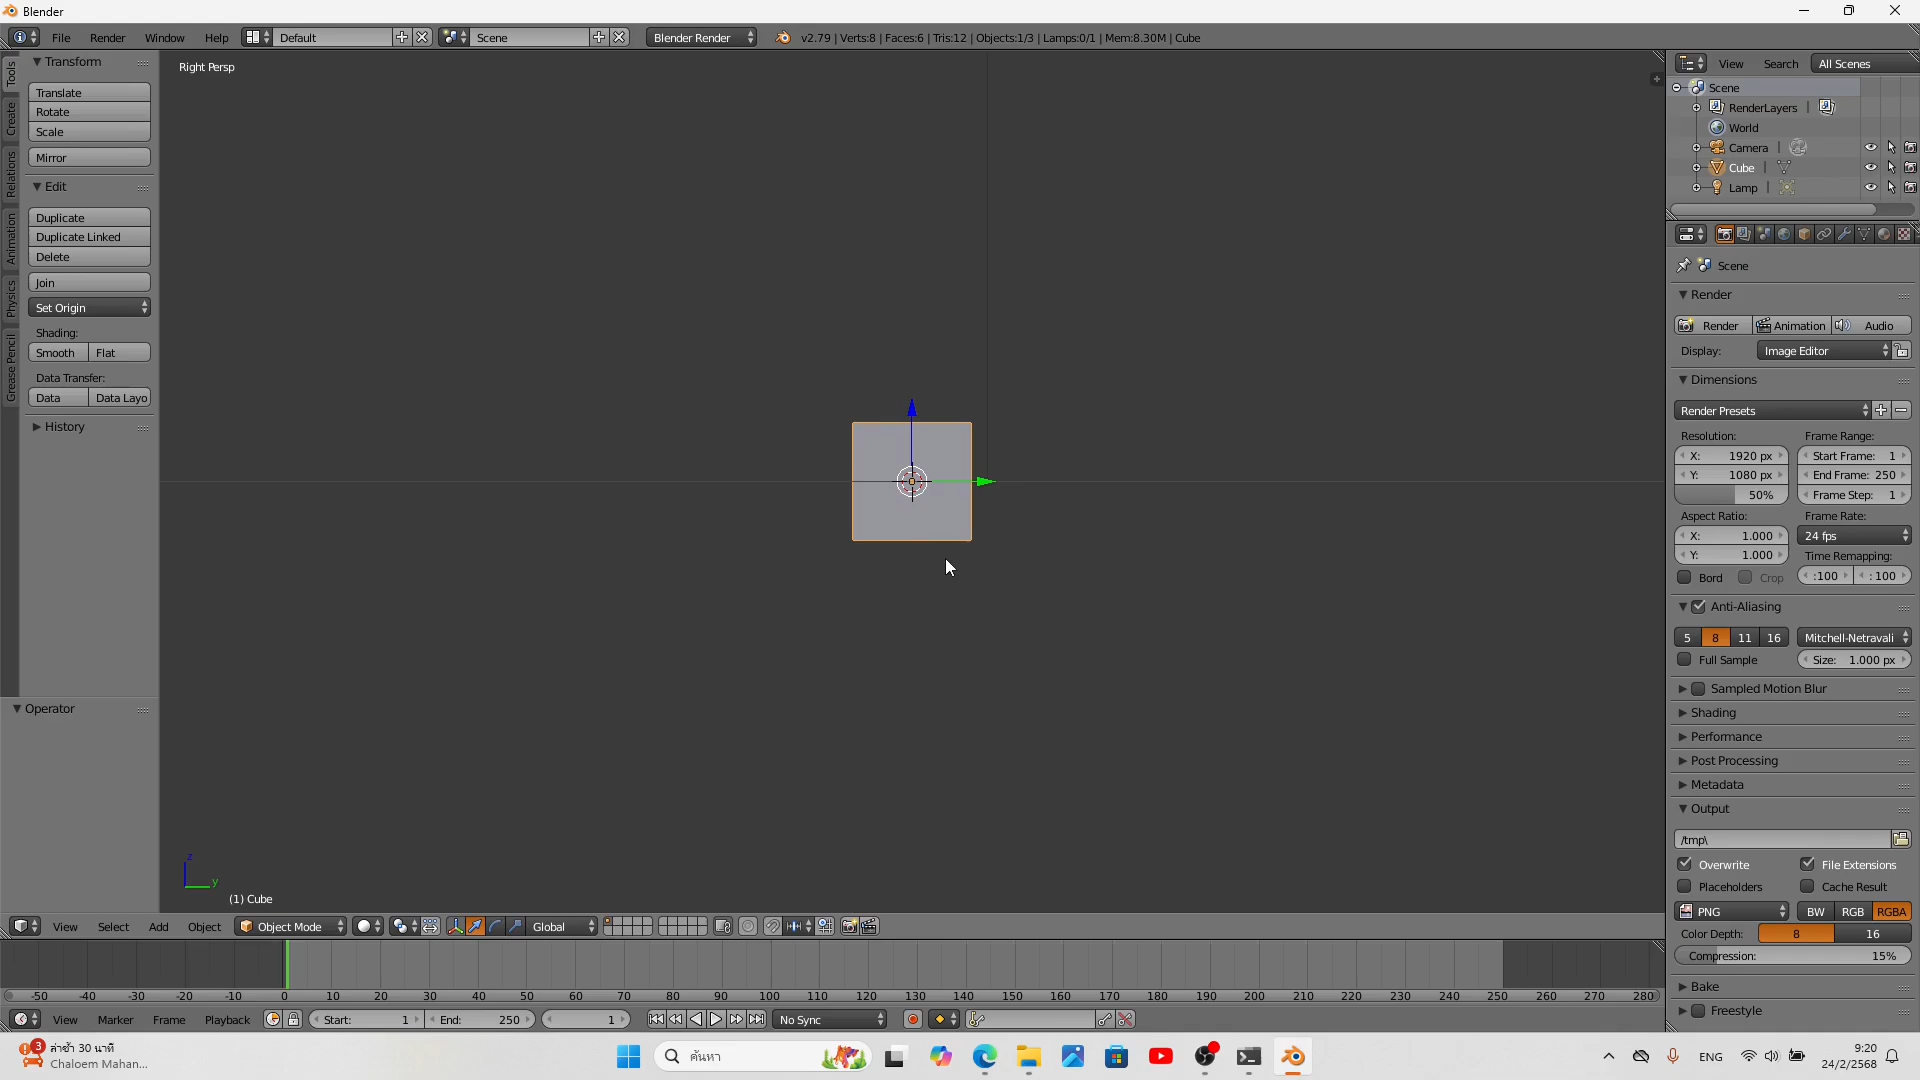 Blender
File Render Window Help Default Scene Blender Render v2.79 | Verts:8 | Faces:6 | Tris:12 | Objects:1/3 | Lamps:0/1 | Mem:8.30M | Cube
Tools
Create
Relations
Animation
Physics
Grease Pencil
Transform
Translate
Rotate
Scale
Mirror
Edit
Duplicate
Duplicate Linked
Delete
Join
Set Origin
Shading:
Smooth Flat
Data Transfer:
Data Data Layo
History
Operator
Right Persp
z
y
(1) Cube
View Search All Scenes
Scene
RenderLayers
World
Camera
Cube
Lamp
Scene
Render
Render Animation Audio
Display: Image Editor
Dimensions
Render Presets
Resolution: Frame Range:
X: 1920 px Start Frame: 1
Y: 1080 px End Frame: 250
50% Frame Step: 1
Aspect Ratio: Frame Rate:
X: 1.000 24 fps
Y: 1.000 Time Remapping:
Bord Crop :100 : 100
Anti-Aliasing
5 8 11 16 Mitchell-Netravali
Full Sample Size: 1.000 px
Sampled Motion Blur
Shading
Performance
Post Processing
Metadata
Output
/tmp\
Overwrite File Extensions
Placeholders Cache Result
PNG BW RGB RGBA
Color Depth: 8 16
Compression: 15%
Bake
Freestyle
View Select Add Object Object Mode Global
-50 -40 -30 -20 -10 0 10 20 30 40 50 60 70 80 90 100 110 120 130 140 150 160 170 180 190 200 210 220 230 240 250 260 270 280
View Marker Frame Playback Start: 1 End: 250 1 No Sync
3 ล่าช้า 30 นาที
Chaloem Mahan...
ค้นหา
ENG
9:20
24/2/2568